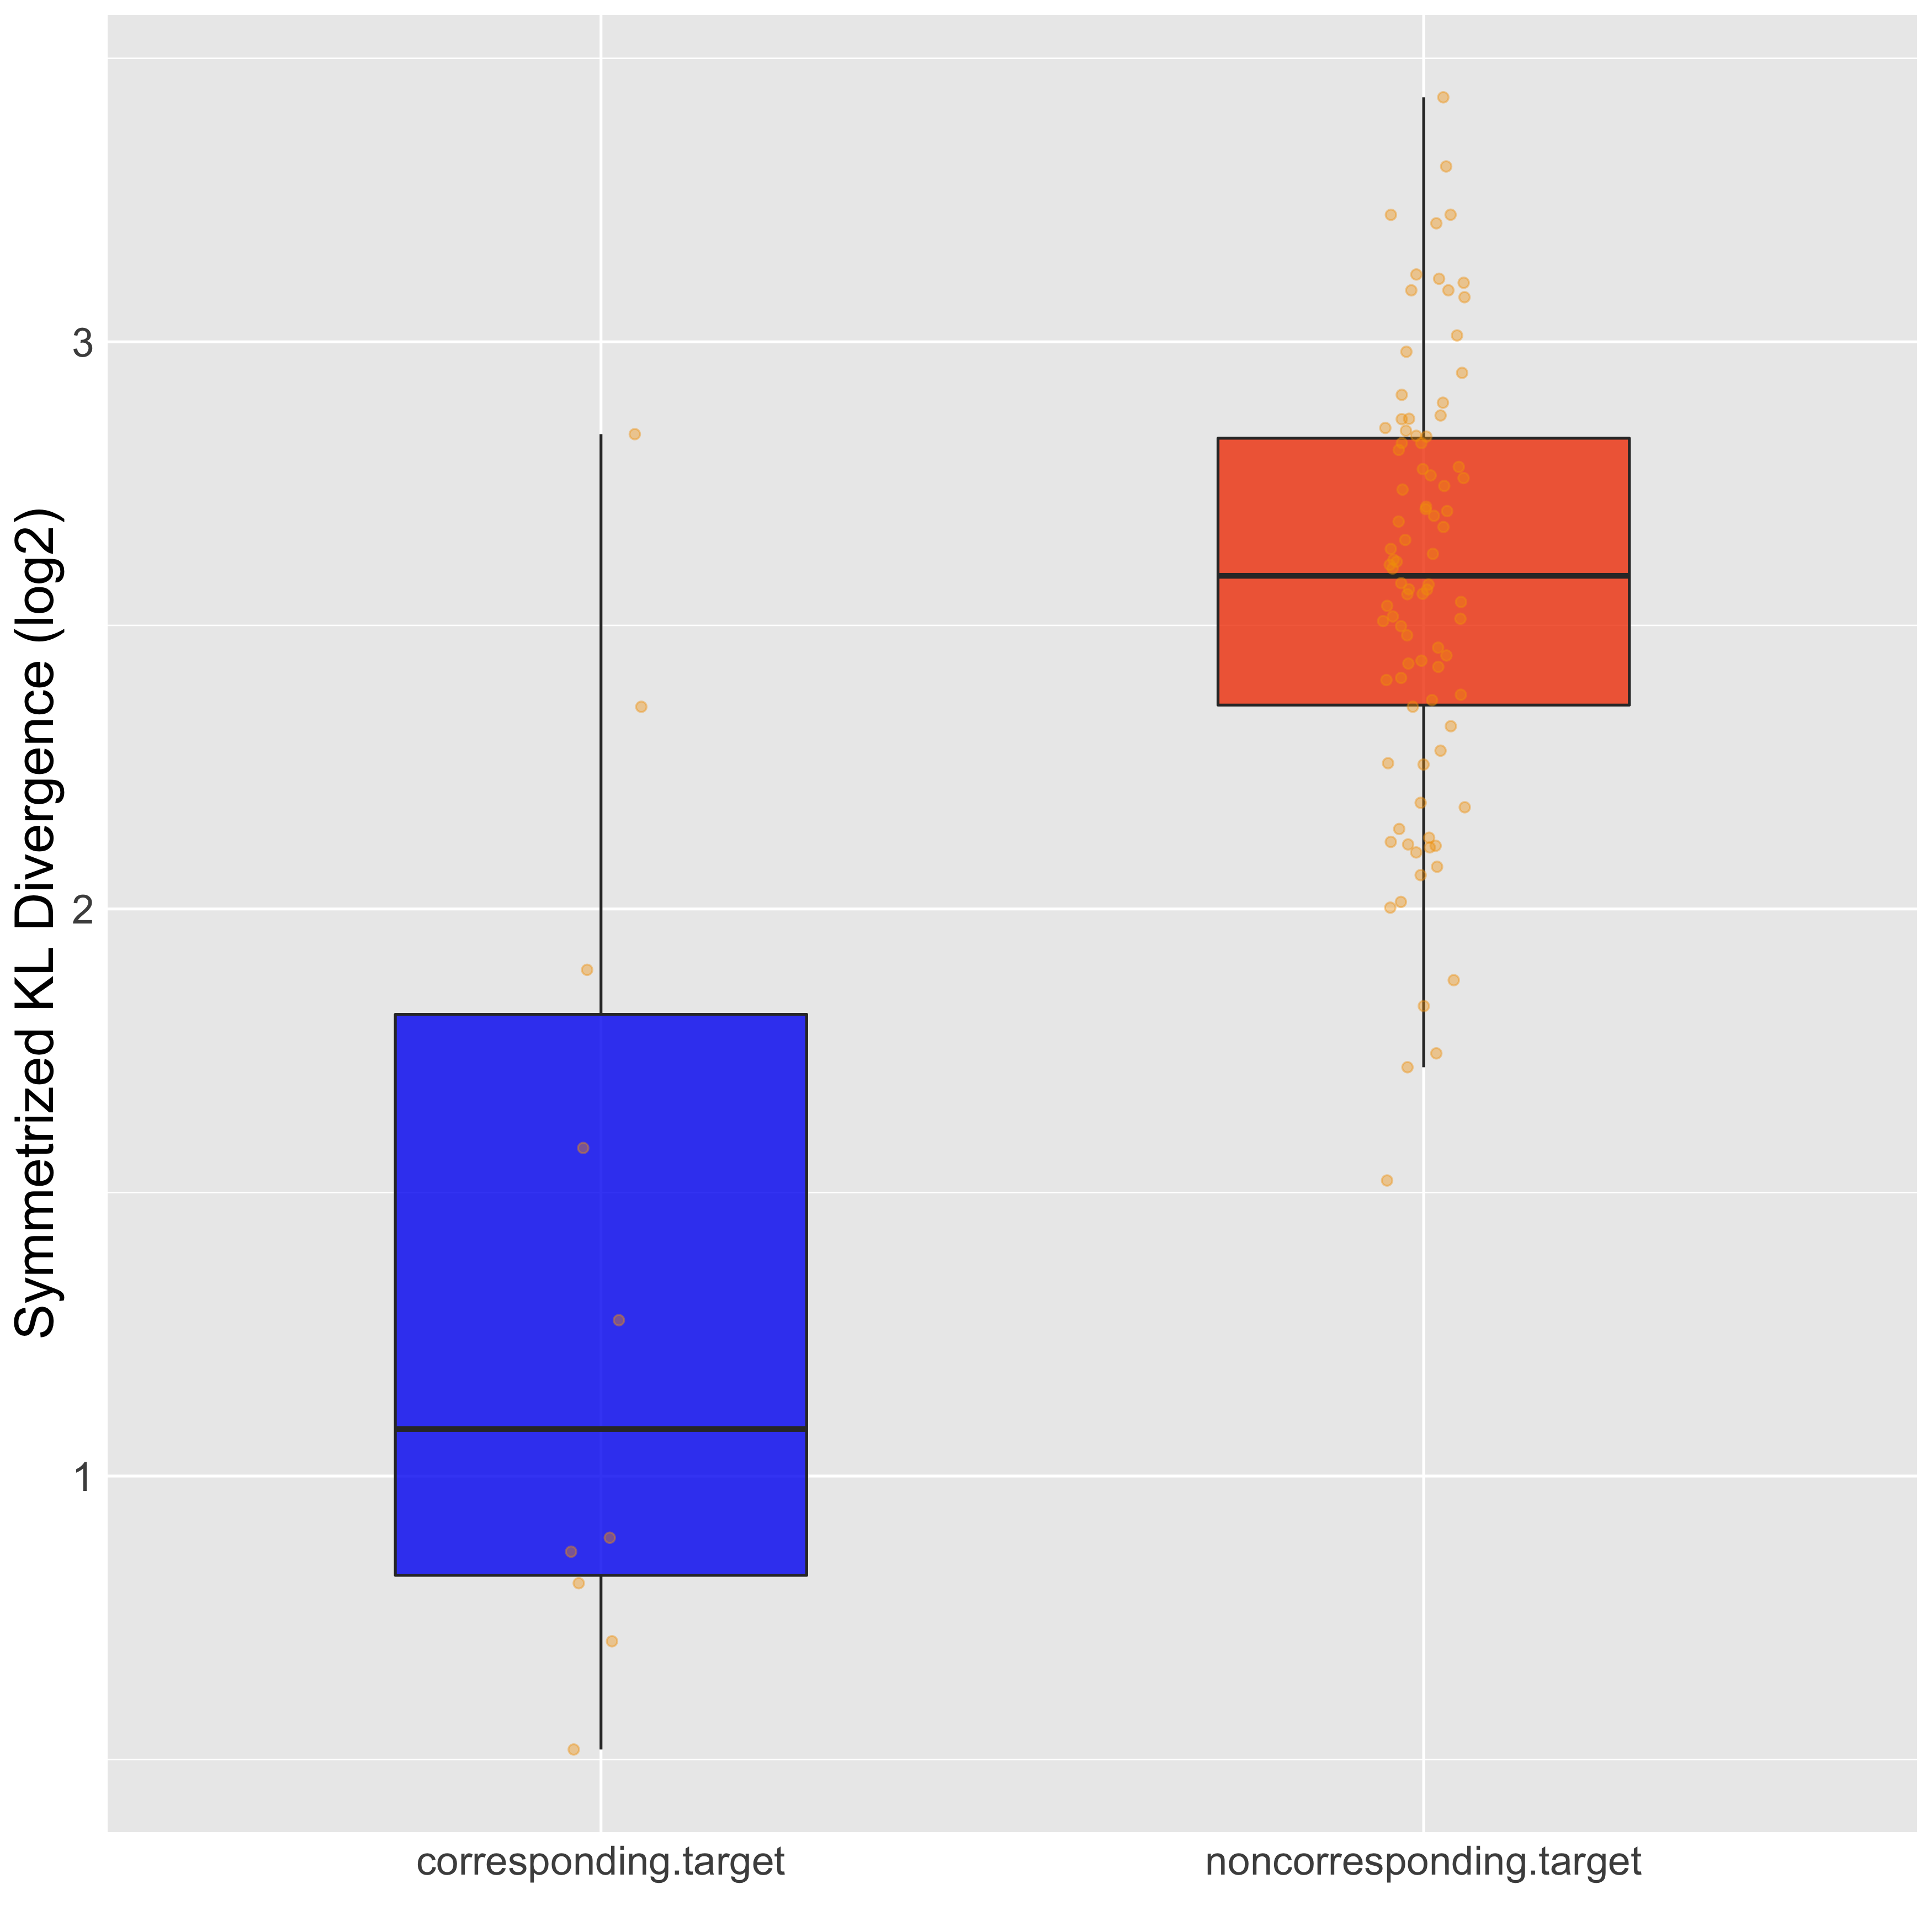 Symmetrized KL Divergence (log2)
3
2
1
corresponding.target
noncorresponding.target